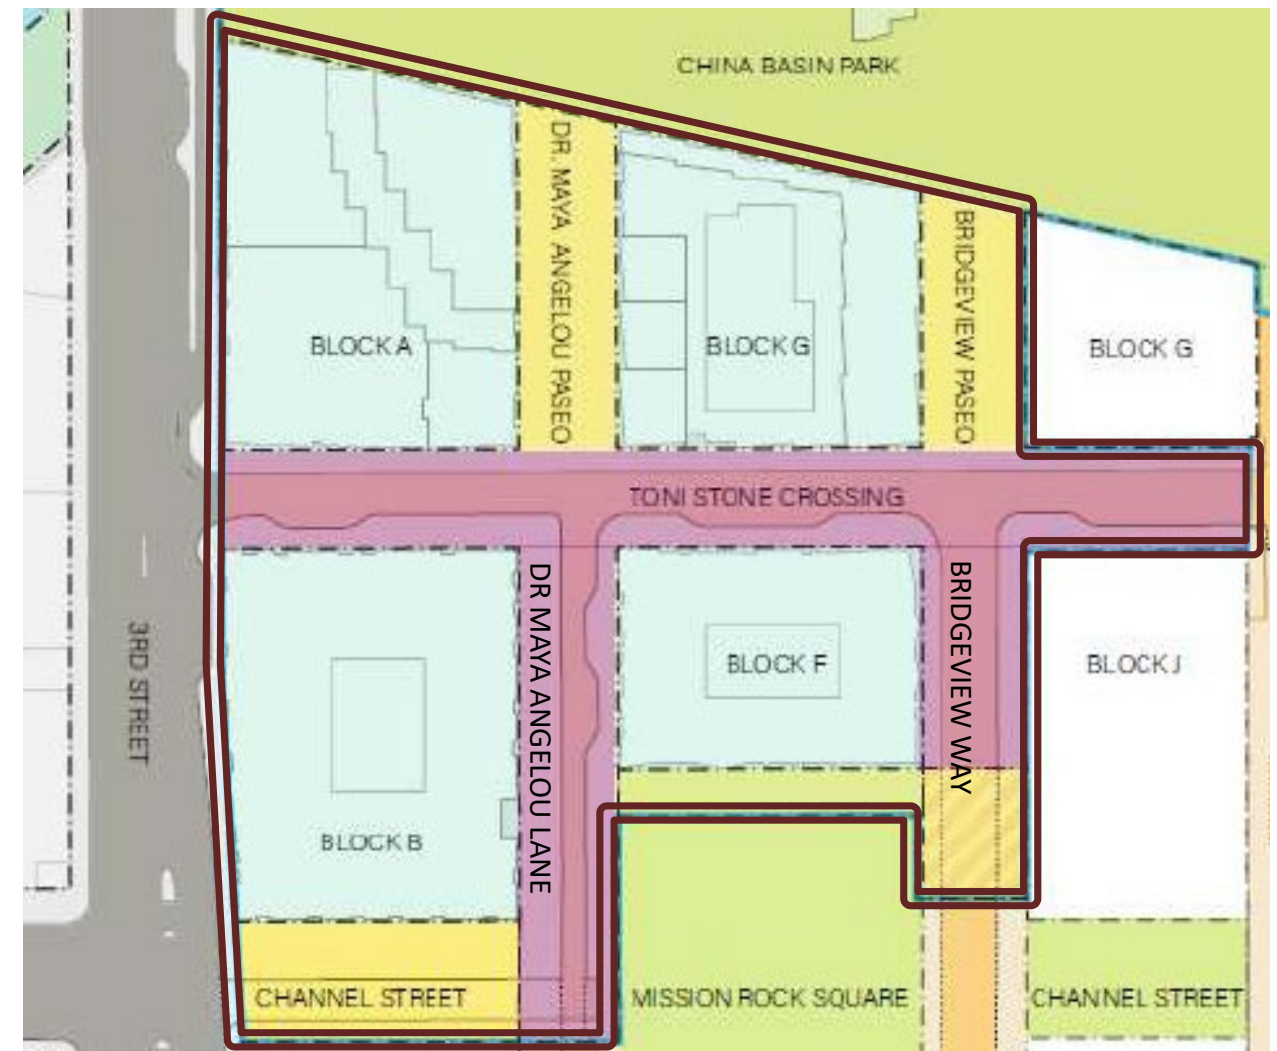 CHINA BASIN PARK
DR. MAYA ANGELOU PASEO
BRIDGEVIEW PASEO
BLOCK A
BLOCK G
BLOCK G
TONI STONE CROSSING
3RD STREET
DR MAYA ANGELOU LANE
BRIDGEVIEW WAY
BLOCK F
BLOCK J
BLOCK B
CHANNEL STREET
MISSION ROCK SQUARE
CHANNEL STREET